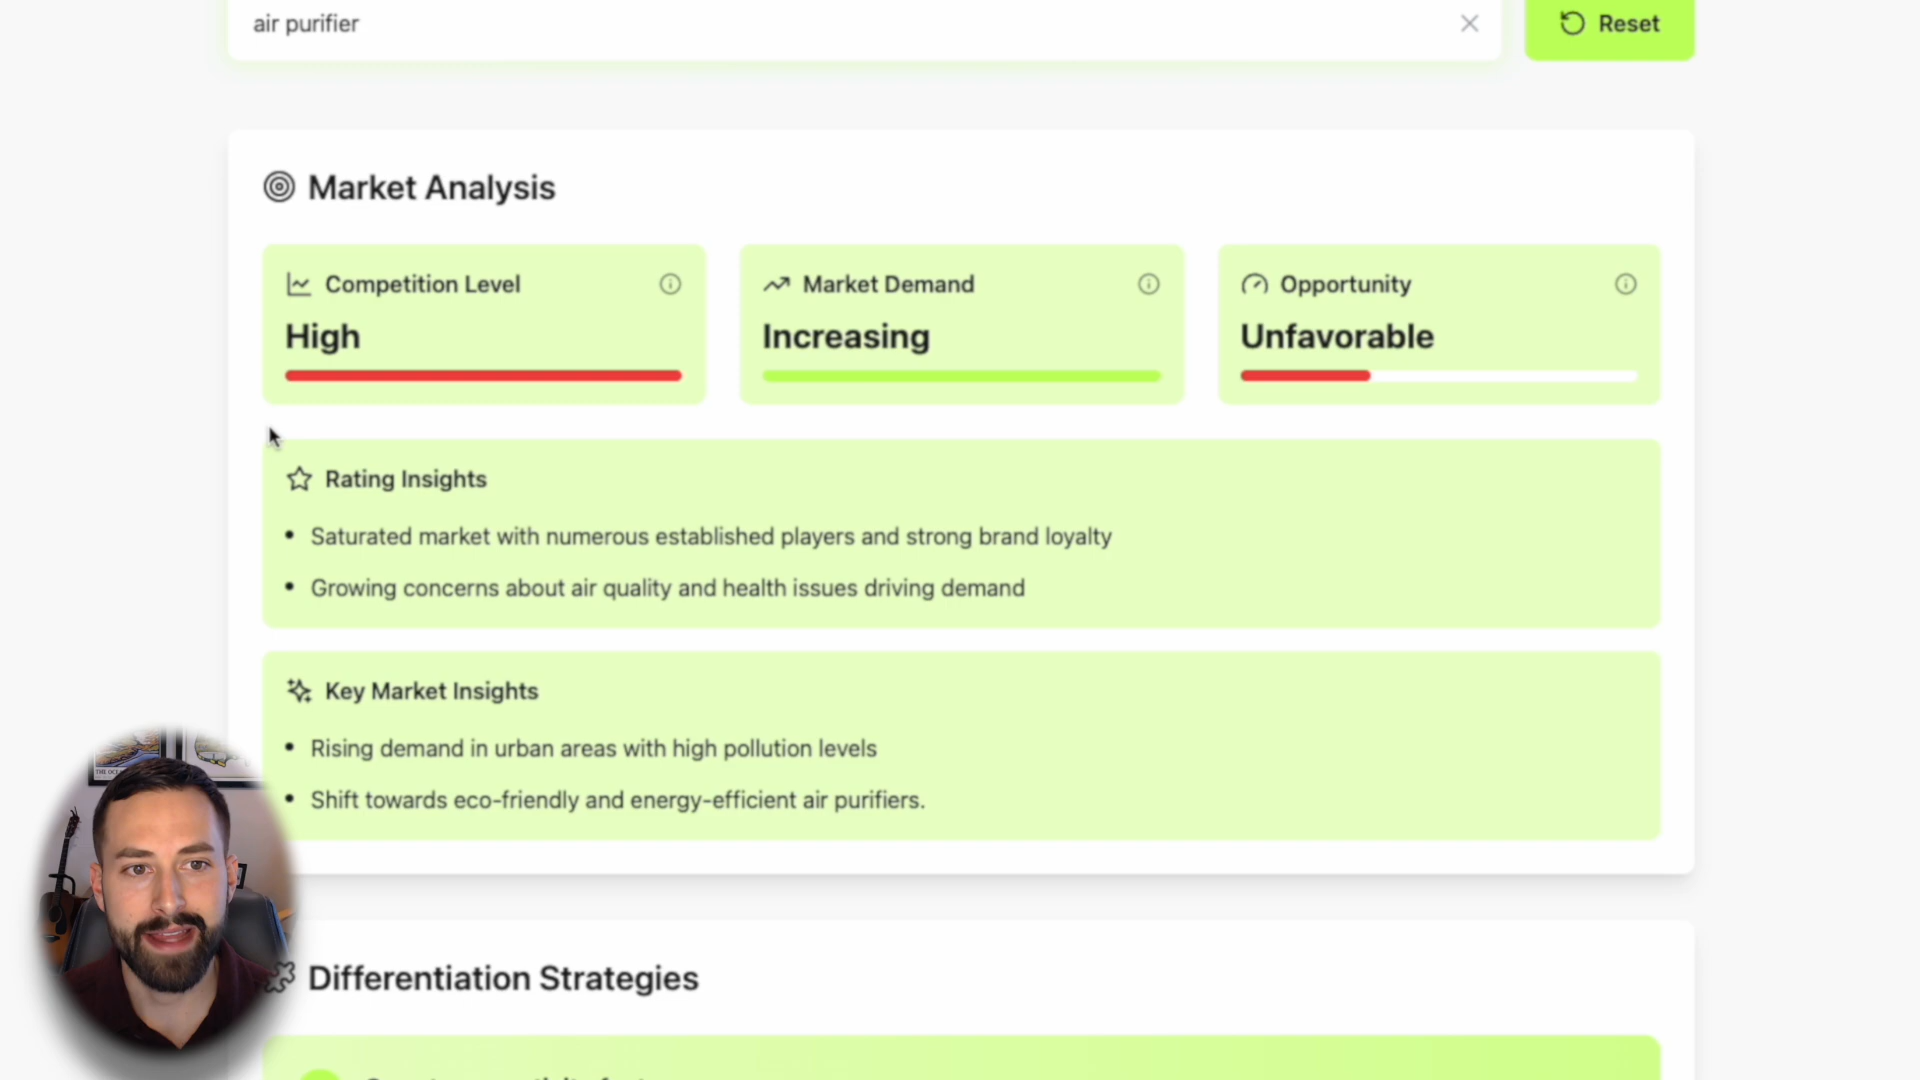 air purifier
Reset
Market Analysis
Competition Level
High
Market Demand
Increasing
Opportunity
Unfavorable
Rating Insights
• Saturated market with numerous established players and strong brand loyalty
• Growing concerns about air quality and health issues driving demand
Key Market Insights
• Rising demand in urban areas with high pollution levels
• Shift towards eco-friendly and energy-efficient air purifiers.
Differentiation Strategies